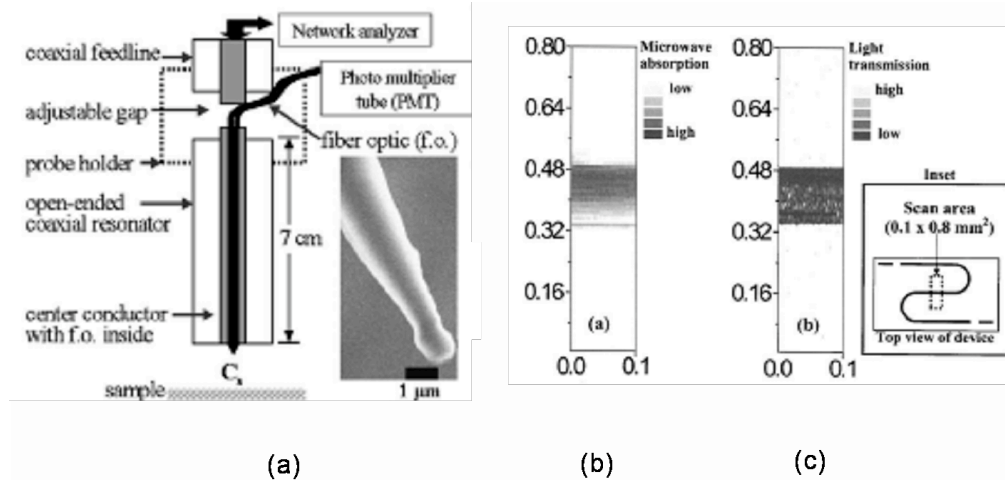 Network analyzer
coaxial feedline
Photo multiplier
tube (PMT)
adjustable gap
fiber optic (f.o.)
probe holder
open-ended
coaxial resonator
7 cm
center conductor
with f.o. inside
Cs
sample
1 µm
(a)
b)
0.80
0.64
0.48
0.32
0.16
0.0 0.1
Microwave
absorption
low
high
(a)
(b)
c)
0.80
0.64
0.48
0.32
0.16
0.0 0.1
Light
transmission
high
low
(b)
Inset
Scan area
(0.1 x 0.8 mm²)
Top view of device
(c)